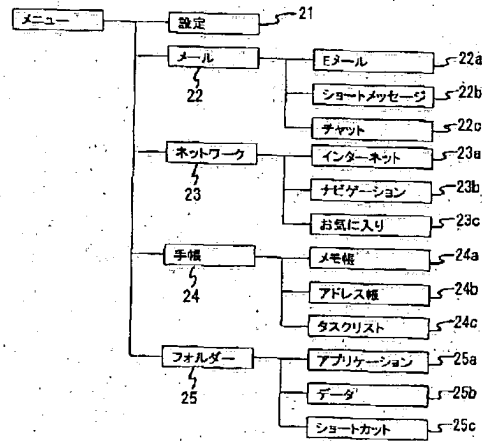 メニュー
設定
21
メール
22
Eメール
22a
ショートメッセージ
22b
チャット
22c
ネットワーク
23
インターネット
23a
ナビゲーション
23b
お気に入り
23c
手帳
24
メモ帳
24a
アドレス帳
24b
タスクリスト
24c
フォルダー
25
アプリケーション
25a
データ
25b
ショートカット
25c